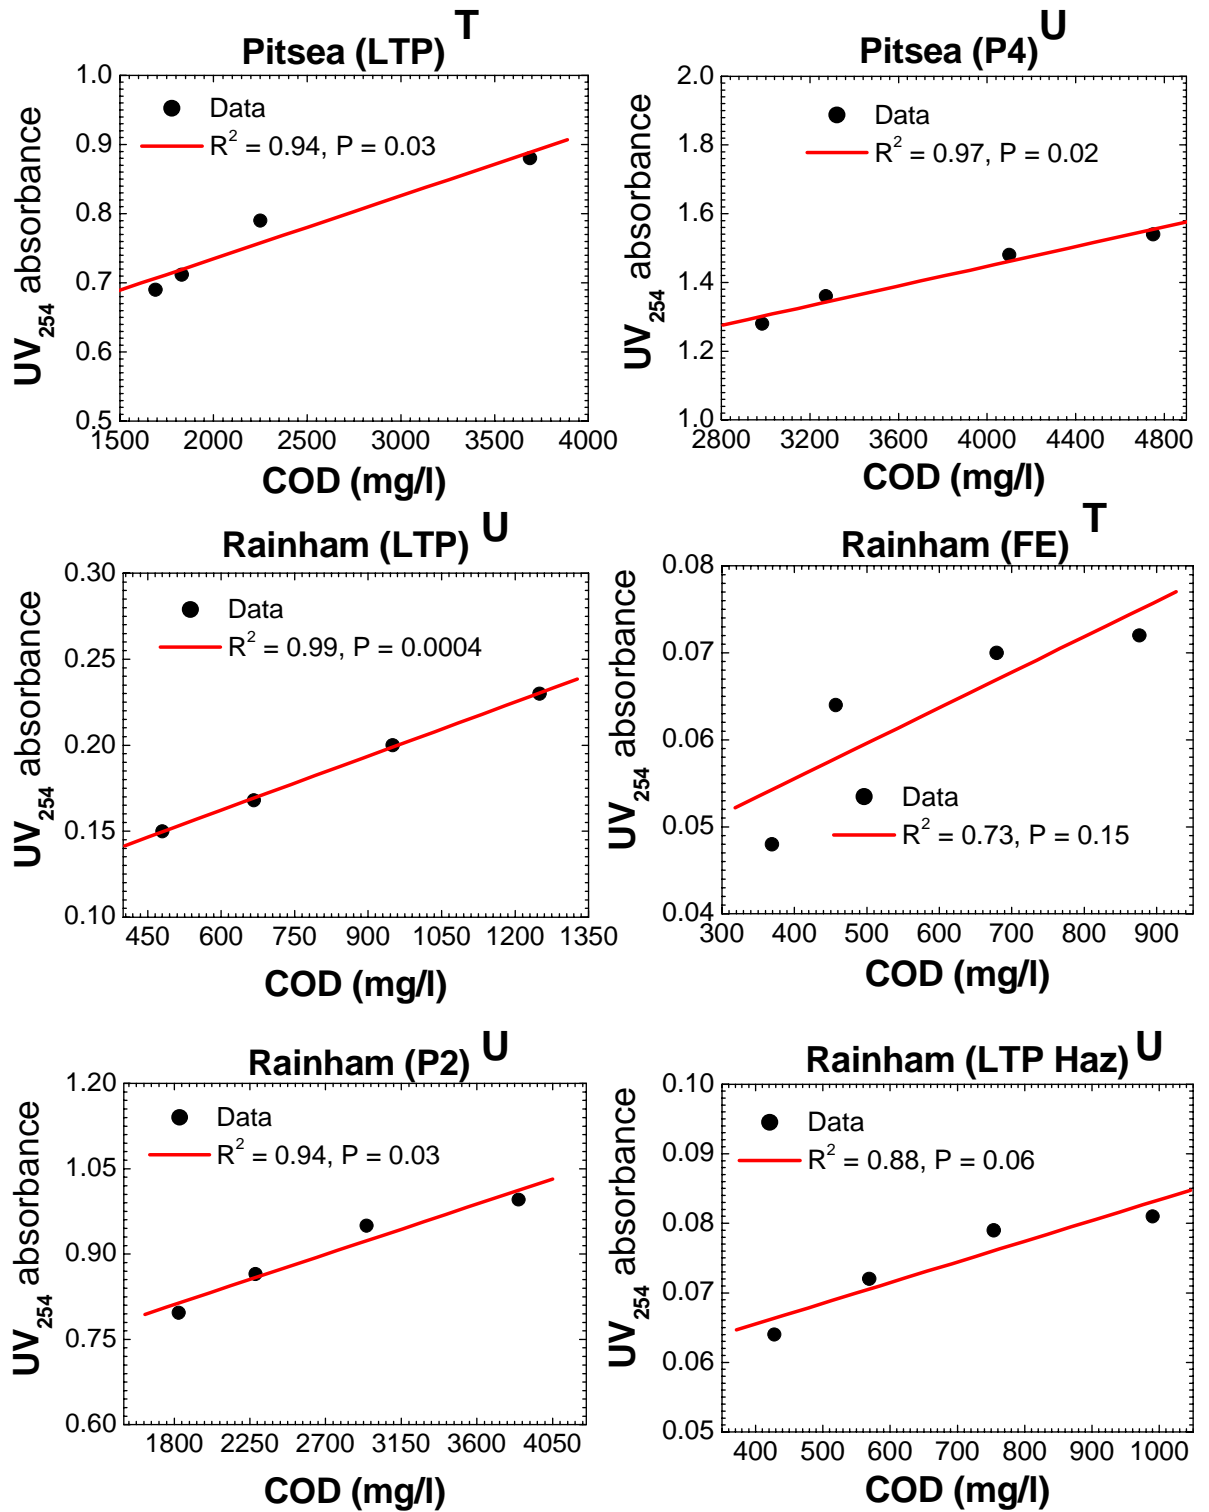 Pitsea (LTP) T
1.0
0.9
0.8
0.7
0.6
0.5
UV254 absorbance
Data
R2 = 0.94, P = 0.03
1500 2000 2500 3000 3500 4000
COD (mg/l)
Pitsea (P4) U
2.0
1.8
1.6
1.4
1.2
1.0
UV254 absorbance
Data
R2 = 0.97, P = 0.02
2800 3200 3600 4000 4400 4800
COD (mg/l)
Rainham (LTP) U
0.30
0.25
0.20
0.15
0.10
UV254 absorbance
Data
R2 = 0.99, P = 0.0004
450 600 750 900 1050 1200 1350
COD (mg/l)
Rainham (FE) T
0.08
0.07
0.06
0.05
0.04
UV254 absorbance
Data
R2 = 0.73, P = 0.15
300 400 500 600 700 800 900
COD (mg/l)
Rainham (P2) U
1.20
1.05
0.90
0.75
0.60
UV254 absorbance
Data
R2 = 0.94, P = 0.03
1800 2250 2700 3150 3600 4050
COD (mg/l)
Rainham (LTP Haz) U
0.10
0.09
0.08
0.07
0.06
0.05
UV254 absorbance
Data
R2 = 0.88, P = 0.06
400 500 600 700 800 900 1000
COD (mg/l)